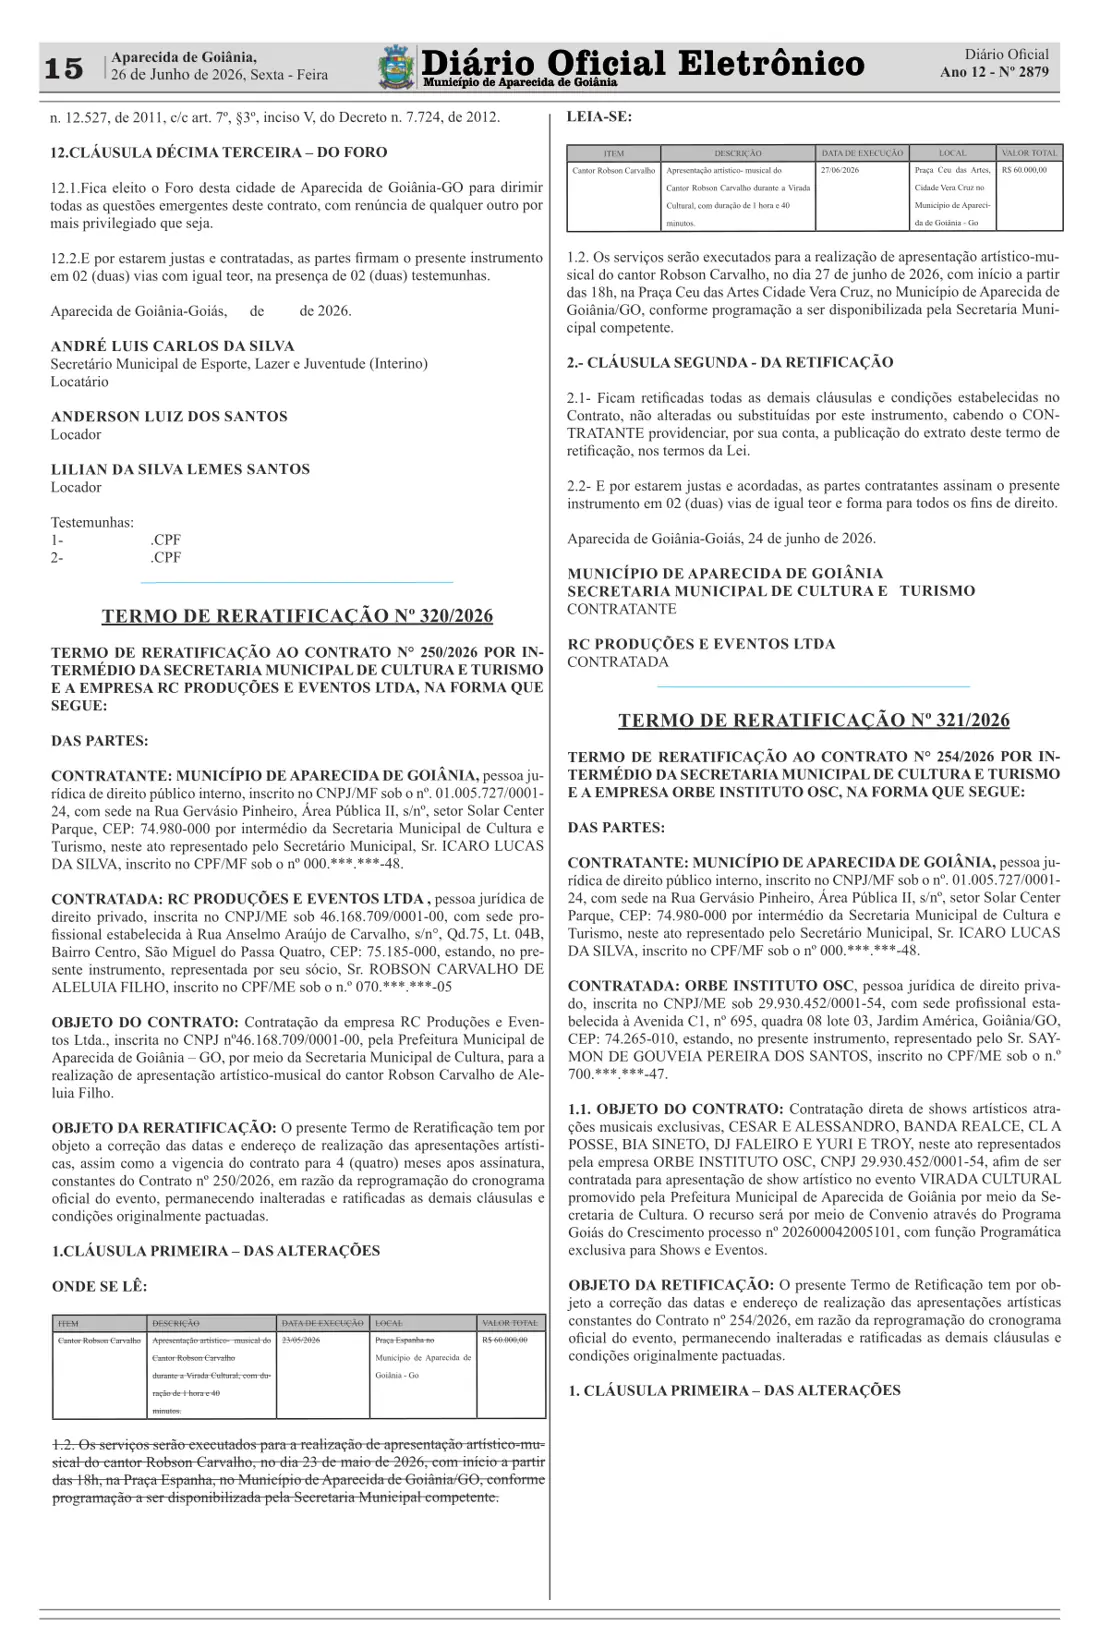 15
Aparecida de Goiânia,
26 de Junho de 2026, Sexta - Feira
Diário Oficial Eletrônico
Município de Aparecida de Goiânia
Diário Oficial
Ano 12 - Nº 2879
n. 12.527, de 2011, c/c art. 7º, §3º, inciso V, do Decreto n. 7.724, de 2012.
12.CLÁUSULA DÉCIMA TERCEIRA – DO FORO
12.1.Fica eleito o Foro desta cidade de Aparecida de Goiânia-GO para dirimir
todas as questões emergentes deste contrato, com renúncia de qualquer outro por
mais privilegiado que seja.
12.2.E por estarem justas e contratadas, as partes firmam o presente instrumento
em 02 (duas) vias com igual teor, na presença de 02 (duas) testemunhas.
Aparecida de Goiânia-Goiás, de de 2026.
ANDRÉ LUIS CARLOS DA SILVA
Secretário Municipal de Esporte, Lazer e Juventude (Interino)
Locatário
ANDERSON LUIZ DOS SANTOS
Locador
LILIAN DA SILVA LEMES SANTOS
Locador
Testemunhas:
1- .CPF
2- .CPF
TERMO DE RERATIFICAÇÃO Nº 320/2026
TERMO DE RERATIFICAÇÃO AO CONTRATO N° 250/2026 POR IN-
TERMÉDIO DA SECRETARIA MUNICIPAL DE CULTURA E TURISMO
E A EMPRESA RC PRODUÇÕES E EVENTOS LTDA, NA FORMA QUE
SEGUE:
DAS PARTES:
CONTRATANTE: MUNICÍPIO DE APARECIDA DE GOIÂNIA, pessoa ju-
rídica de direito público interno, inscrito no CNPJ/MF sob o nº. 01.005.727/0001-
24, com sede na Rua Gervásio Pinheiro, Área Pública II, s/nº, setor Solar Center
Parque, CEP: 74.980-000 por intermédio da Secretaria Municipal de Cultura e
Turismo, neste ato representado pelo Secretário Municipal, Sr. ICARO LUCAS
DA SILVA, inscrito no CPF/MF sob o nº 000.***.***-48.
CONTRATADA: RC PRODUÇÕES E EVENTOS LTDA , pessoa jurídica de
direito privado, inscrita no CNPJ/ME sob 46.168.709/0001-00, com sede pro-
fissional estabelecida à Rua Anselmo Araújo de Carvalho, s/n°, Qd.75, Lt. 04B,
Bairro Centro, São Miguel do Passa Quatro, CEP: 75.185-000, estando, no pre-
sente instrumento, representada por seu sócio, Sr. ROBSON CARVALHO DE
ALELUIA FILHO, inscrito no CPF/ME sob o n.º 070.***.***-05
OBJETO DO CONTRATO: Contratação da empresa RC Produções e Even-
tos Ltda., inscrita no CNPJ nº46.168.709/0001-00, pela Prefeitura Municipal de
Aparecida de Goiânia – GO, por meio da Secretaria Municipal de Cultura, para a
realização de apresentação artístico-musical do cantor Robson Carvalho de Ale-
luia Filho.
OBJETO DA RERATIFICAÇÃO: O presente Termo de Reratificação tem por
objeto a correção das datas e endereço de realização das apresentações artísti-
cas, assim como a vigencia do contrato para 4 (quatro) meses apos assinatura,
constantes do Contrato nº 250/2026, em razão da reprogramação do cronograma
oficial do evento, permanecendo inalteradas e ratificadas as demais cláusulas e
condições originalmente pactuadas.
1.CLÁUSULA PRIMEIRA – DAS ALTERAÇÕES
ONDE SE LÊ:
ITEM DESCRIÇÃO DATA DE EXECUÇÃO LOCAL VALOR TOTAL
Cantor Robson Carvalho Apresentação artístico- musical do 23/05/2026 Praça Espanha no R$ 60.000,00
Cantor Robson Carvalho Município de Aparecida de
durante a Virada Cultural, com du- Goiânia - Go
ração de 1 hora e 40
minutos.
1.2. Os serviços serão executados para a realização de apresentação artístico-mu-
sical do cantor Robson Carvalho, no dia 23 de maio de 2026, com início a partir
das 18h, na Praça Espanha, no Município de Aparecida de Goiânia/GO, conforme
programação a ser disponibilizada pela Secretaria Municipal competente.
LEIA-SE:
ITEM DESCRIÇÃO DATA DE EXECUÇÃO LOCAL VALOR TOTAL
Cantor Robson Carvalho Apresentação artístico- musical do 27/06/2026 Praça Ceu das Artes, R$ 60.000,00
Cantor Robson Carvalho durante a Virada Cidade Vera Cruz no
Cultural, com duração de 1 hora e 40 Município de Apareci-
minutos. da de Goiânia – Go
1.2. Os serviços serão executados para a realização de apresentação artístico-mu-
sical do cantor Robson Carvalho, no dia 27 de junho de 2026, com início a partir
das 18h, na Praça Ceu das Artes Cidade Vera Cruz, no Município de Aparecida de
Goiânia/GO, conforme programação a ser disponibilizada pela Secretaria Muni-
cipal competente.
2.- CLÁUSULA SEGUNDA - DA RETIFICAÇÃO
2.1- Ficam retificadas todas as demais cláusulas e condições estabelecidas no
Contrato, não alteradas ou substituídas por este instrumento, cabendo o CON-
TRATANTE providenciar, por sua conta, a publicação do extrato deste termo de
retificação, nos termos da Lei.
2.2- E por estarem justas e acordadas, as partes contratantes assinam o presente
instrumento em 02 (duas) vias de igual teor e forma para todos os fins de direito.
Aparecida de Goiânia-Goiás, 24 de junho de 2026.
MUNICÍPIO DE APARECIDA DE GOIÂNIA
SECRETARIA MUNICIPAL DE CULTURA E TURISMO
CONTRATANTE
RC PRODUÇÕES E EVENTOS LTDA
CONTRATADA
TERMO DE RERATIFICAÇÃO Nº 321/2026
TERMO DE RERATIFICAÇÃO AO CONTRATO N° 254/2026 POR IN-
TERMÉDIO DA SECRETARIA MUNICIPAL DE CULTURA E TURISMO
E A EMPRESA ORBE INSTITUTO OSC, NA FORMA QUE SEGUE:
DAS PARTES:
CONTRATANTE: MUNICÍPIO DE APARECIDA DE GOIÂNIA, pessoa ju-
rídica de direito público interno, inscrito no CNPJ/MF sob o nº. 01.005.727/0001-
24, com sede na Rua Gervásio Pinheiro, Área Pública II, s/nº, setor Solar Center
Parque, CEP: 74.980-000 por intermédio da Secretaria Municipal de Cultura e
Turismo, neste ato representado pelo Secretário Municipal, Sr. ICARO LUCAS
DA SILVA, inscrito no CPF/MF sob o nº 000.***.***-48.
CONTRATADA: ORBE INSTITUTO OSC, pessoa jurídica de direito priva-
do, inscrita no CNPJ/ME sob 29.930.452/0001-54, com sede profissional esta-
belecida à Avenida C1, nº 695, quadra 08 lote 03, Jardim América, Goiânia/GO,
CEP: 74.265-010, estando, no presente instrumento, representado pelo Sr. SAY-
MON DE GOUVEIA PEREIRA DOS SANTOS, inscrito no CPF/ME sob o n.º
700.***.***-47.
1.1. OBJETO DO CONTRATO: Contratação direta de shows artísticos atra-
ções musicais exclusivas, CESAR E ALESSANDRO, BANDA REALCE, CL A
POSSE, BIA SINETO, DJ FALEIRO E YURI E TROY, neste ato representados
pela empresa ORBE INSTITUTO OSC, CNPJ 29.930.452/0001-54, afim de ser
contratada para apresentação de show artístico no evento VIRADA CULTURAL
promovido pela Prefeitura Municipal de Aparecida de Goiânia por meio da Se-
cretaria de Cultura. O recurso será por meio de Convenio através do Programa
Goiás do Crescimento processo nº 202600042005101, com função Programática
exclusiva para Shows e Eventos.
OBJETO DA RETIFICAÇÃO: O presente Termo de Retificação tem por ob-
jeto a correção das datas e endereço de realização das apresentações artísticas
constantes do Contrato nº 254/2026, em razão da reprogramação do cronograma
oficial do evento, permanecendo inalteradas e ratificadas as demais cláusulas e
condições originalmente pactuadas.
1. CLÁUSULA PRIMEIRA – DAS ALTERAÇÕES